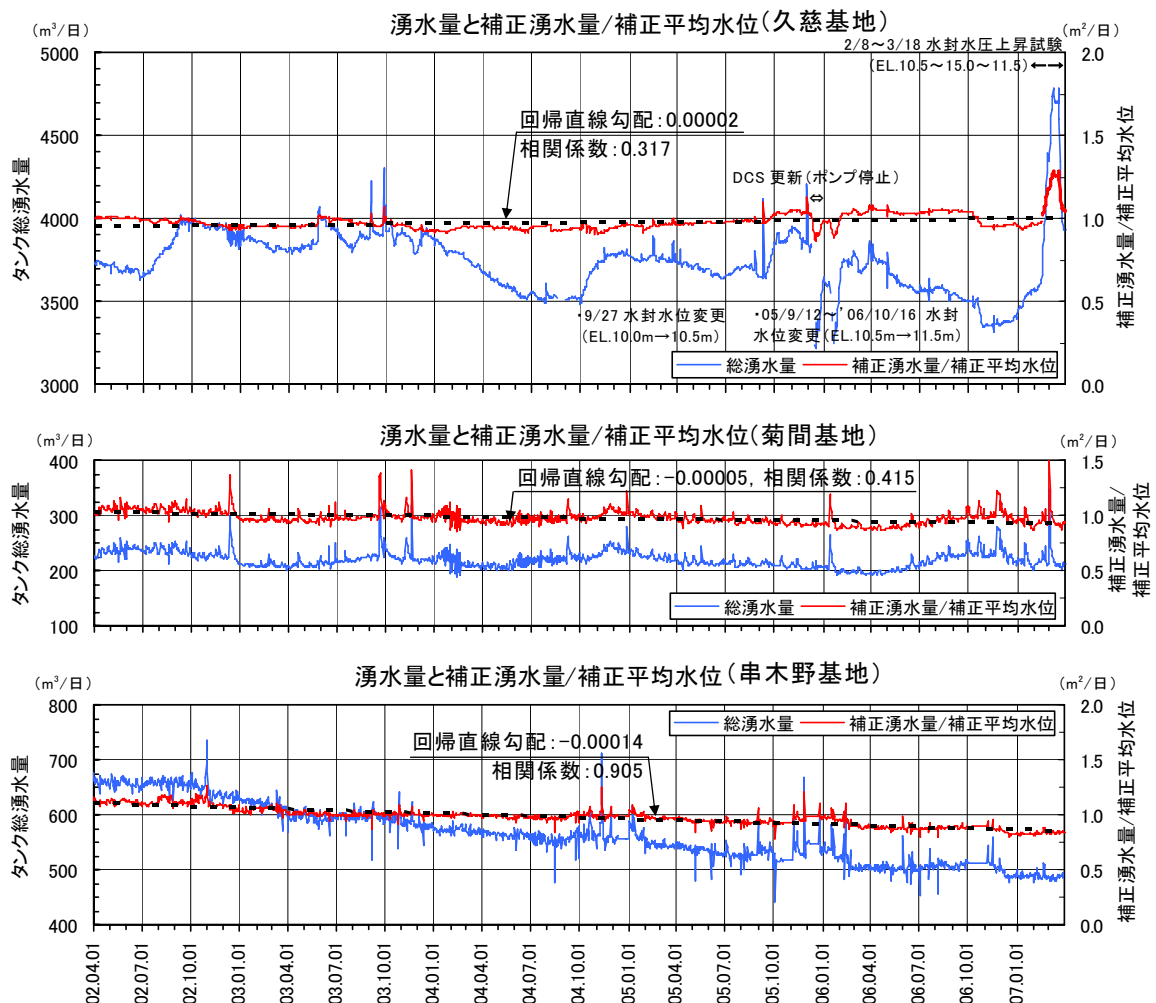 湧水量と補正湧水量/補正平均水位(久慈基地)
(m³/日)
(m²/日)
2/8～3/18 水封水圧上昇試験
(EL.10.5～15.0～11.5)
5000
4500
4000
3500
3000
タンク総湧水量
2.0
1.5
1.0
0.5
0.0
補正湧水量/補正平均水位
回帰直線勾配:0.00002
相関係数:0.317
DCS 更新(ポンプ停止)
・9/27 水封水位変更
(EL.10.0m→10.5m)
・05/9/12～'06/10/16 水封
水位変更(EL.10.5m→11.5m)
総湧水量
補正湧水量/補正平均水位
湧水量と補正湧水量/補正平均水位(菊間基地)
(m³/日)
(m²/日)
400
300
200
100
タンク総湧水量
1.5
1.0
0.5
0.0
補正湧水量/
補正平均水位
回帰直線勾配:-0.00005, 相関係数:0.415
総湧水量
補正湧水量/補正平均水位
湧水量と補正湧水量/補正平均水位(串木野基地)
(m³/日)
(m²/日)
800
700
600
500
400
タンク総湧水量
2.0
1.5
1.0
0.5
0.0
補正湧水量/補正平均水位
総湧水量
補正湧水量/補正平均水位
回帰直線勾配:-0.00014
相関係数:0.905
02.04.01
02.07.01
02.10.01
03.01.01
03.04.01
03.07.01
03.10.01
04.01.01
04.04.01
04.07.01
04.10.01
05.01.01
05.04.01
05.07.01
05.10.01
06.01.01
06.04.01
06.07.01
06.10.01
07.01.01